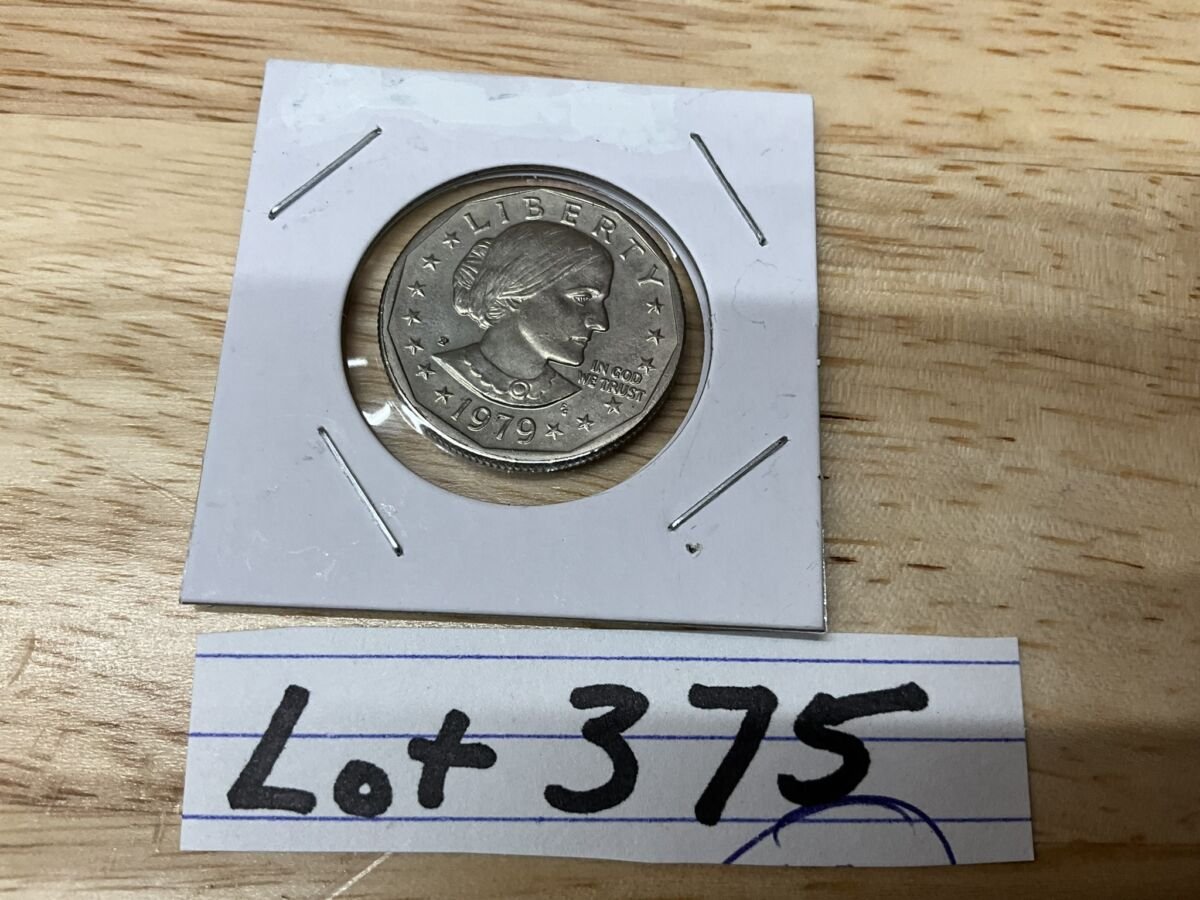 LIBERTY
IN GOD
WE TRUST
1979
Lot 375